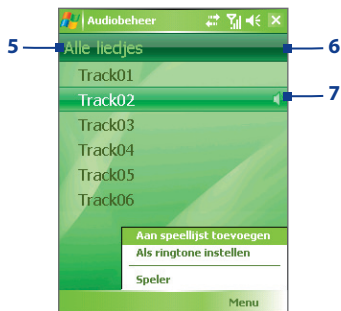 Audiobeheer
5 Alle liedjes 6
Track01
Track02 7
Track03
Track04
Track05
Track06
Aan speellijst toevoegen
Als ringtone instellen
Speler
Menu